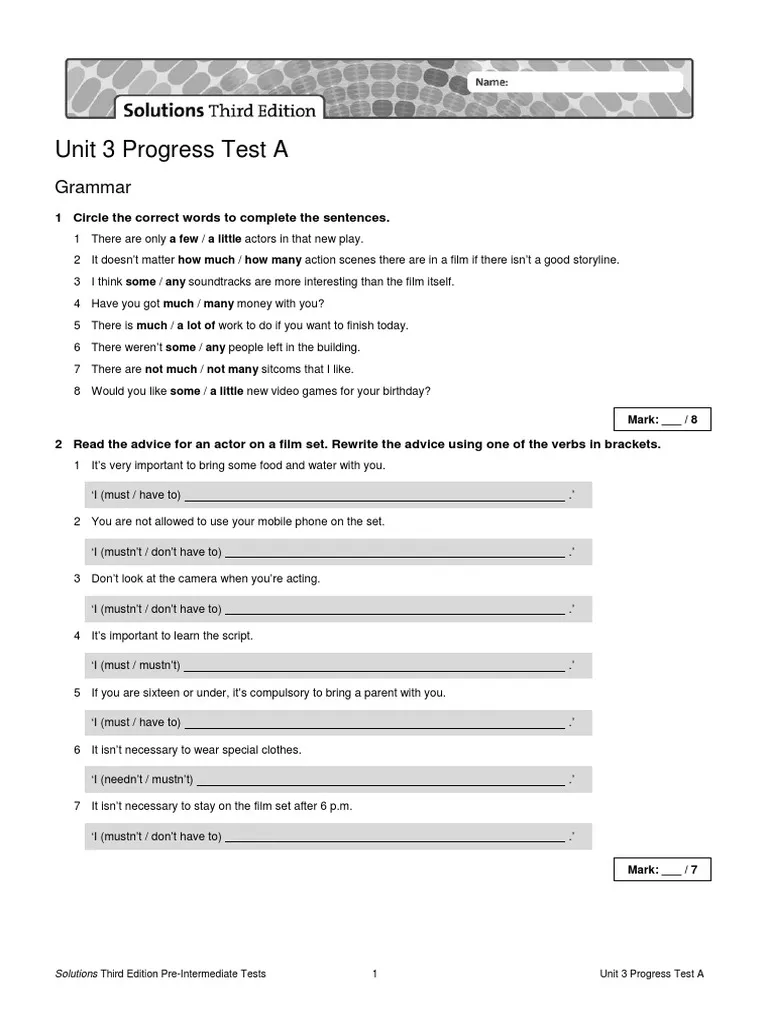 Name:
Solutions Third Edition
Unit 3 Progress Test A
Grammar
1 Circle the correct words to complete the sentences.
1 There are only a few / a little actors in that new play.
2 It doesn’t matter how much / how many action scenes there are in a film if there isn’t a good storyline.
3 I think some / any soundtracks are more interesting than the film itself.
4 Have you got much / many money with you?
5 There is much / a lot of work to do if you want to finish today.
6 There weren’t some / any people left in the building.
7 There are not much / not many sitcoms that I like.
8 Would you like some / a little new video games for your birthday?
Mark: ___ / 8
2 Read the advice for an actor on a film set. Rewrite the advice using one of the verbs in brackets.
1 It’s very important to bring some food and water with you.
‘I (must / have to) ______ .’
2 You are not allowed to use your mobile phone on the set.
‘I (mustn’t / don’t have to) ______ .’
3 Don’t look at the camera when you’re acting.
‘I (mustn’t / don’t have to) ______ .’
4 It’s important to learn the script.
‘I (must / mustn’t) ______ .’
5 If you are sixteen or under, it’s compulsory to bring a parent with you.
‘I (must / have to) ______ .’
6 It isn’t necessary to wear special clothes.
‘I (needn’t / mustn’t) ______ .’
7 It isn’t necessary to stay on the film set after 6 p.m.
‘I (mustn’t / don’t have to) ______ .’
Mark: ___ / 7
Solutions Third Edition Pre-Intermediate Tests 1 Unit 3 Progress Test A